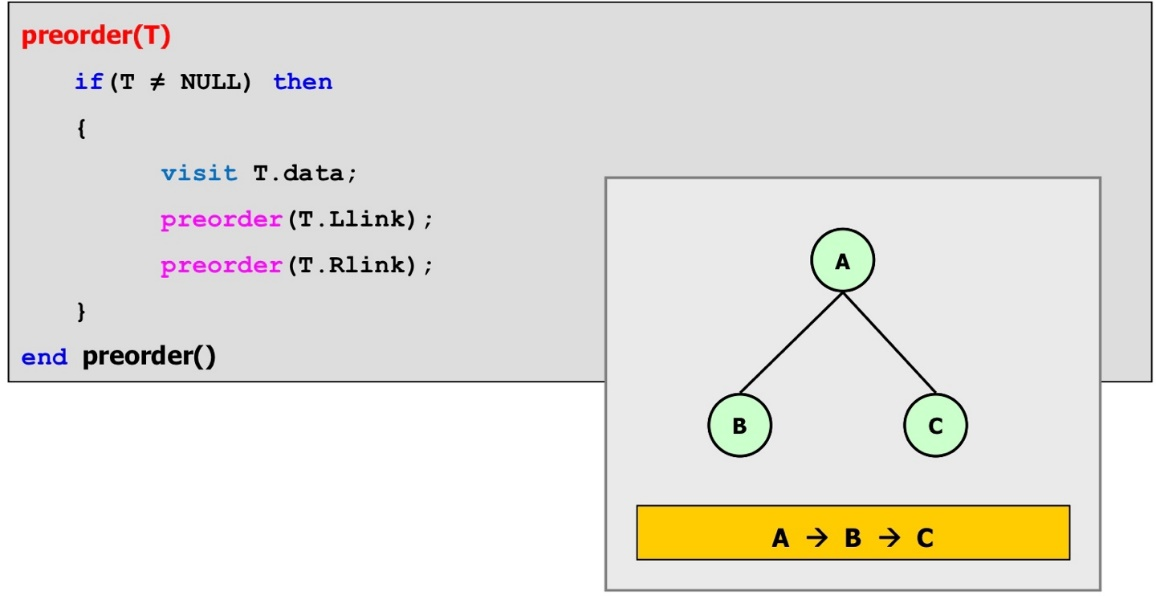 preorder(T)
if(T ≠ NULL) then
{
visit T.data;
preorder(T.Llink);
preorder(T.Rlink);
}
end preorder()
A
B C
A → B → C